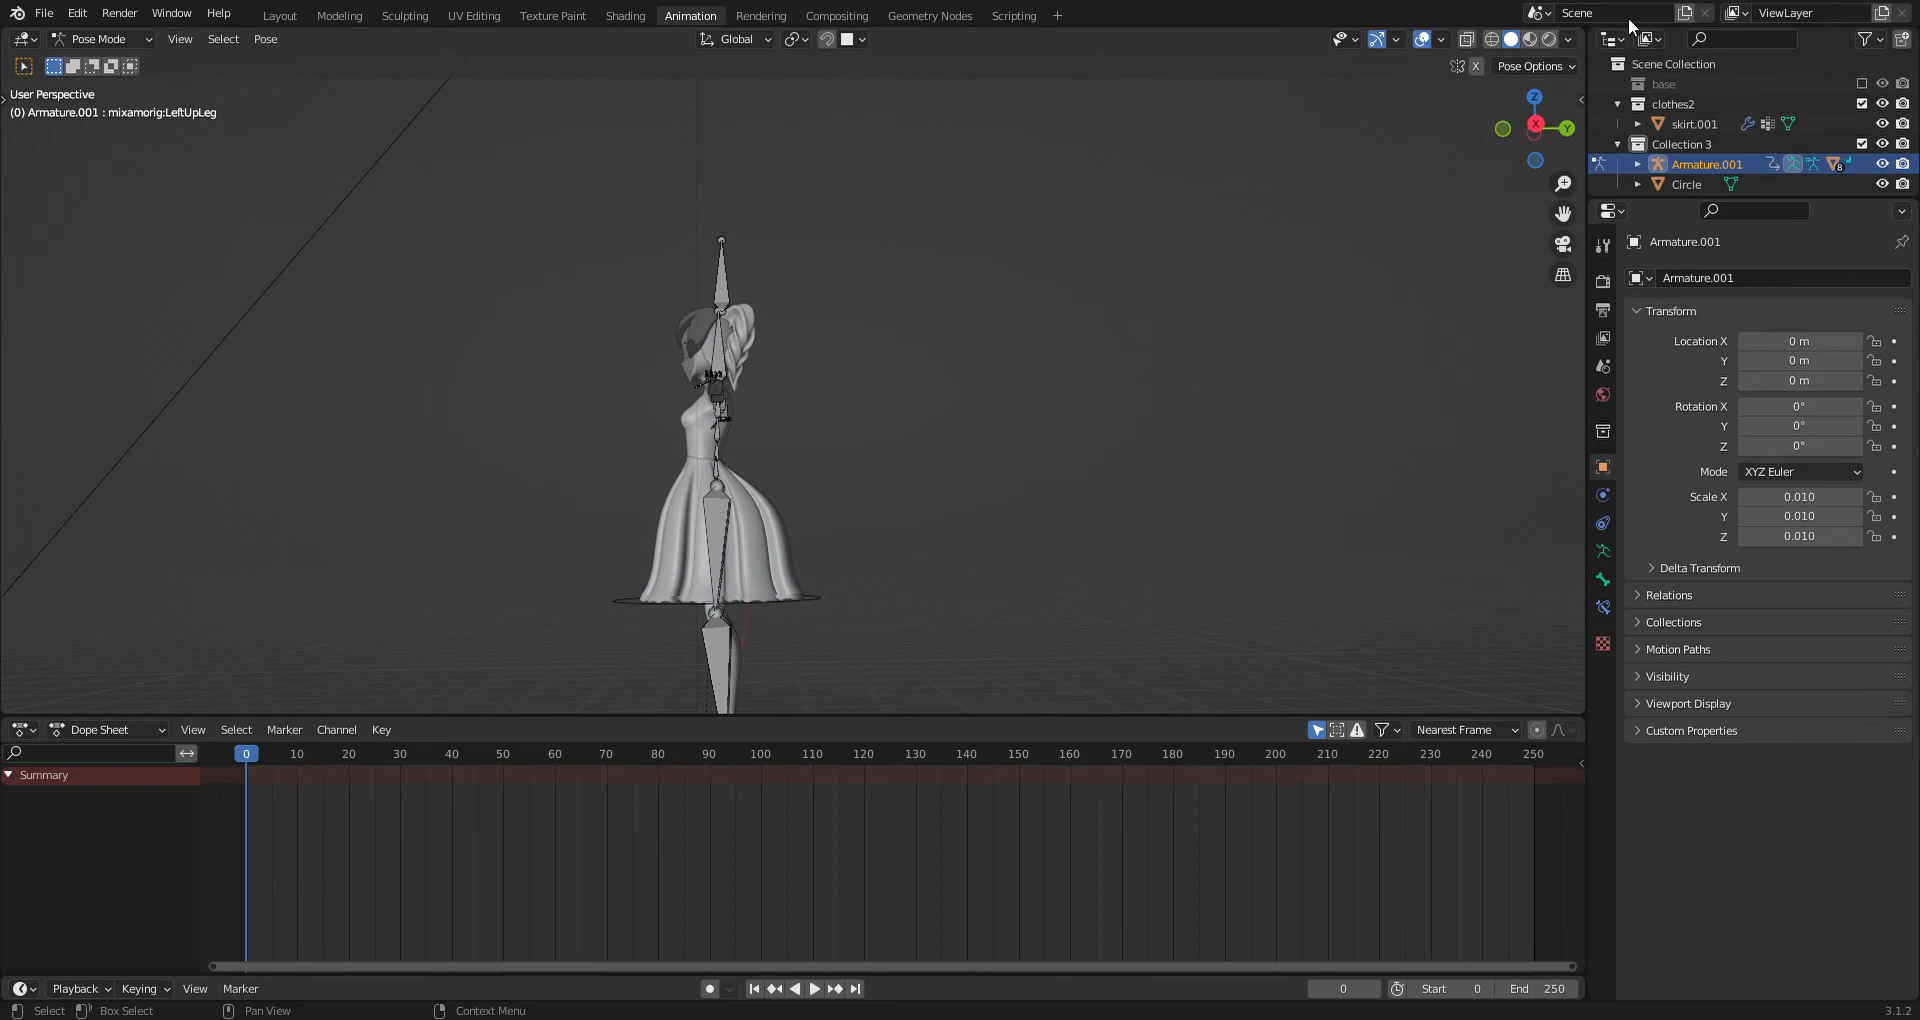 File Edit Render Window Help Layout Modeling Sculpting UV Editing Texture Paint Shading Animation Rendering Compositing Geometry Nodes Scripting + Scene ViewLayer
Pose Mode View Select Pose Global
X Pose Options
User Perspective
(0) Armature.001 : mixamorig:LeftUpLeg
Z
X
Y
Scene Collection
base
clothes2
skirt.001
Collection 3
Armature.001 8
Circle
Armature.001
Armature.001
Transform
Location X 0 m
Y 0 m
Z 0 m
Rotation X 0°
Y 0°
Z 0°
Mode XYZ Euler
Scale X 0.010
Y 0.010
Z 0.010
Delta Transform
Relations
Collections
Motion Paths
Visibility
Viewport Display
Custom Properties
Dope Sheet View Select Marker Channel Key Nearest Frame
0 10 20 30 40 50 60 70 80 90 100 110 120 130 140 150 160 170 180 190 200 210 220 230 240 250
Summary
Playback Keying View Marker 0 Start 0 End 250
Select Box Select Pan View Context Menu 3.1.2